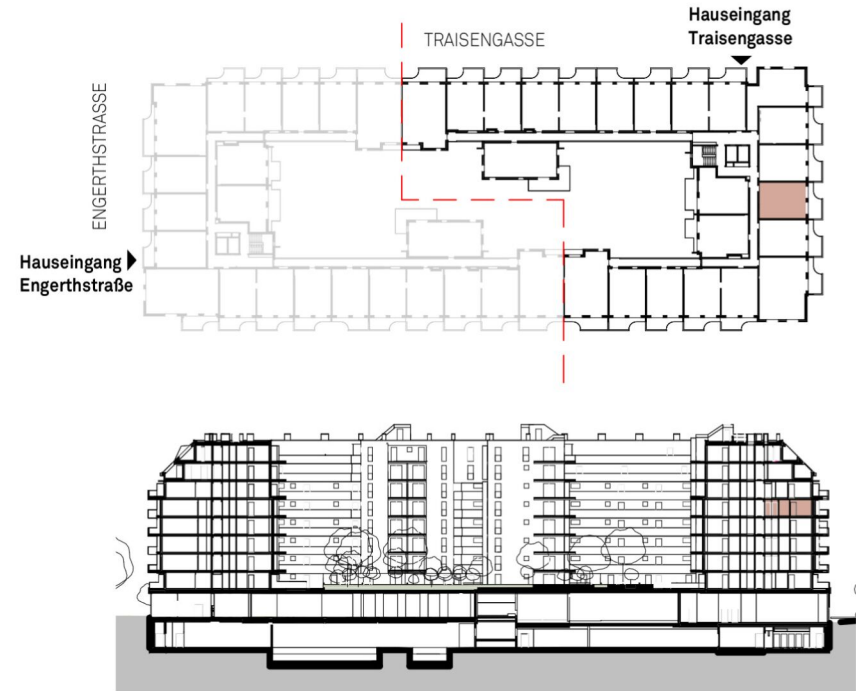 Hauseingang
Traisengasse
TRAISENGASSE
ENGERTHSTRASSE
Hauseingang
Engerthstraße